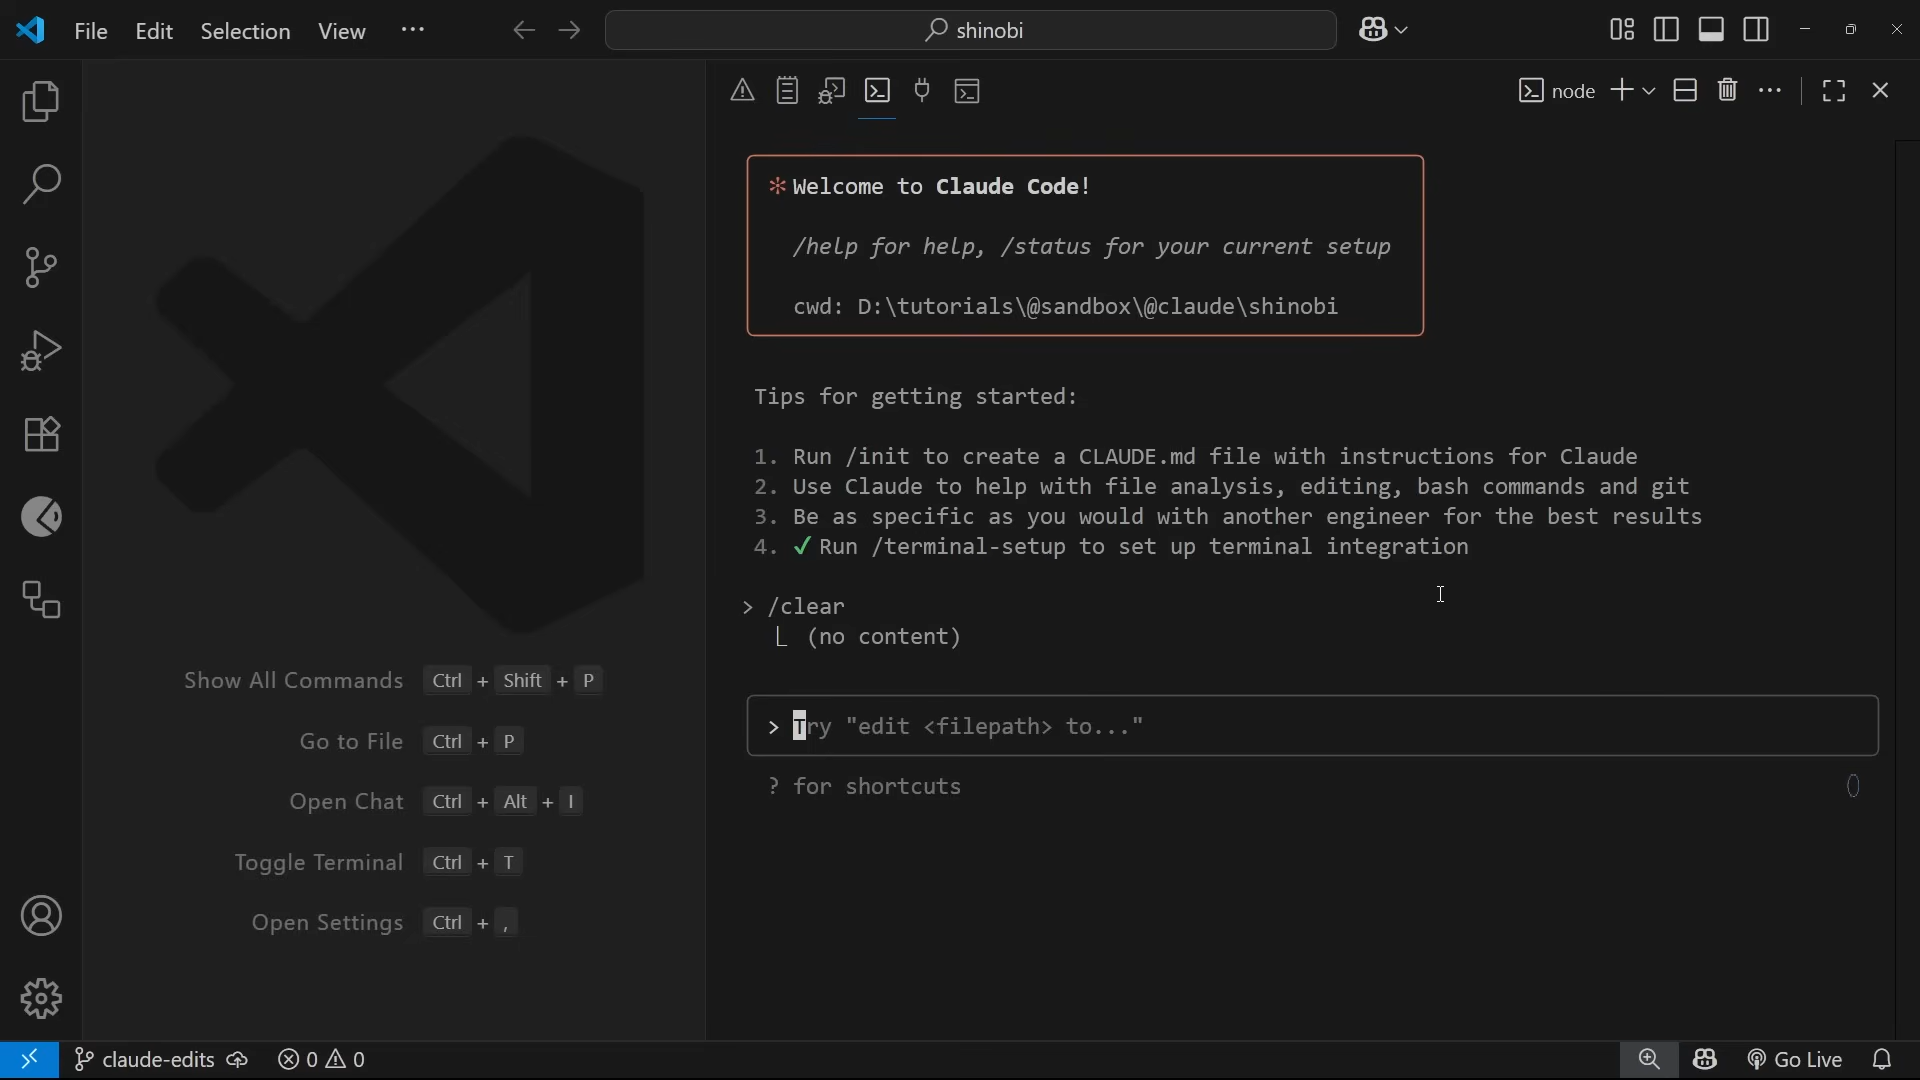 File Edit Selection View ···
shinobi
node
* Welcome to Claude Code!
/help for help, /status for your current setup
cwd: D:\tutorials\@sandbox\@claude\shinobi
Tips for getting started:
1. Run /init to create a CLAUDE.md file with instructions for Claude
2. Use Claude to help with file analysis, editing, bash commands and git
3. Be as specific as you would with another engineer for the best results
4. ✓ Run /terminal-setup to set up terminal integration
> /clear
⎿ (no content)
> Try "edit <filepath> to..."
? for shortcuts
Show All Commands Ctrl + Shift + P
Go to File Ctrl + P
Open Chat Ctrl + Alt + I
Toggle Terminal Ctrl + T
Open Settings Ctrl + ,
claude-edits 0 0
Go Live